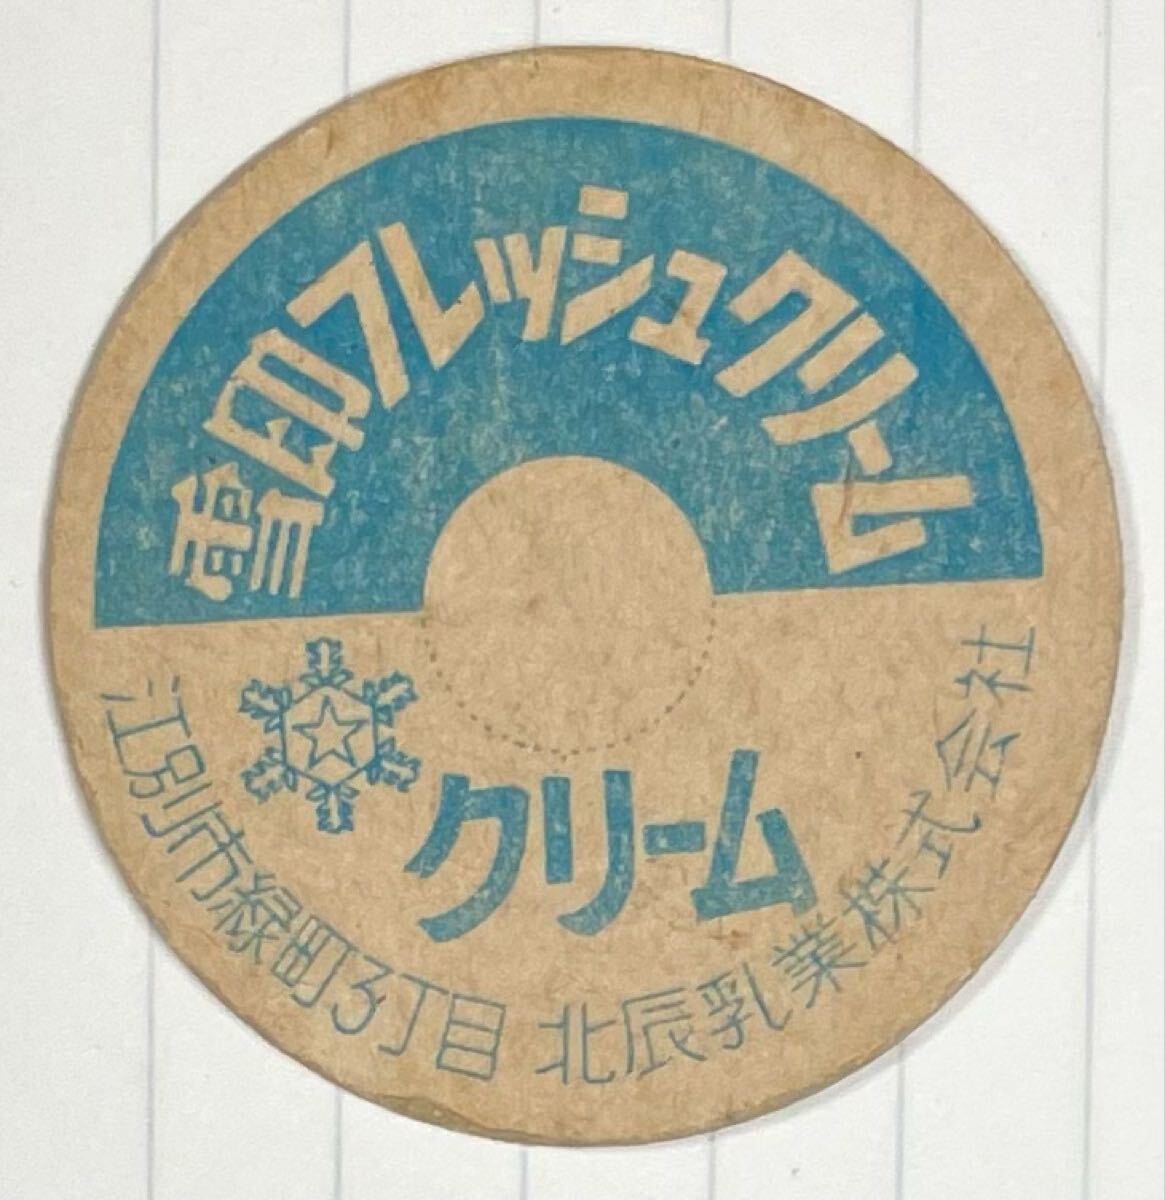 雪印フレッシュクリーム
クリーム
江別市緑町3丁目 北辰乳業株式会社